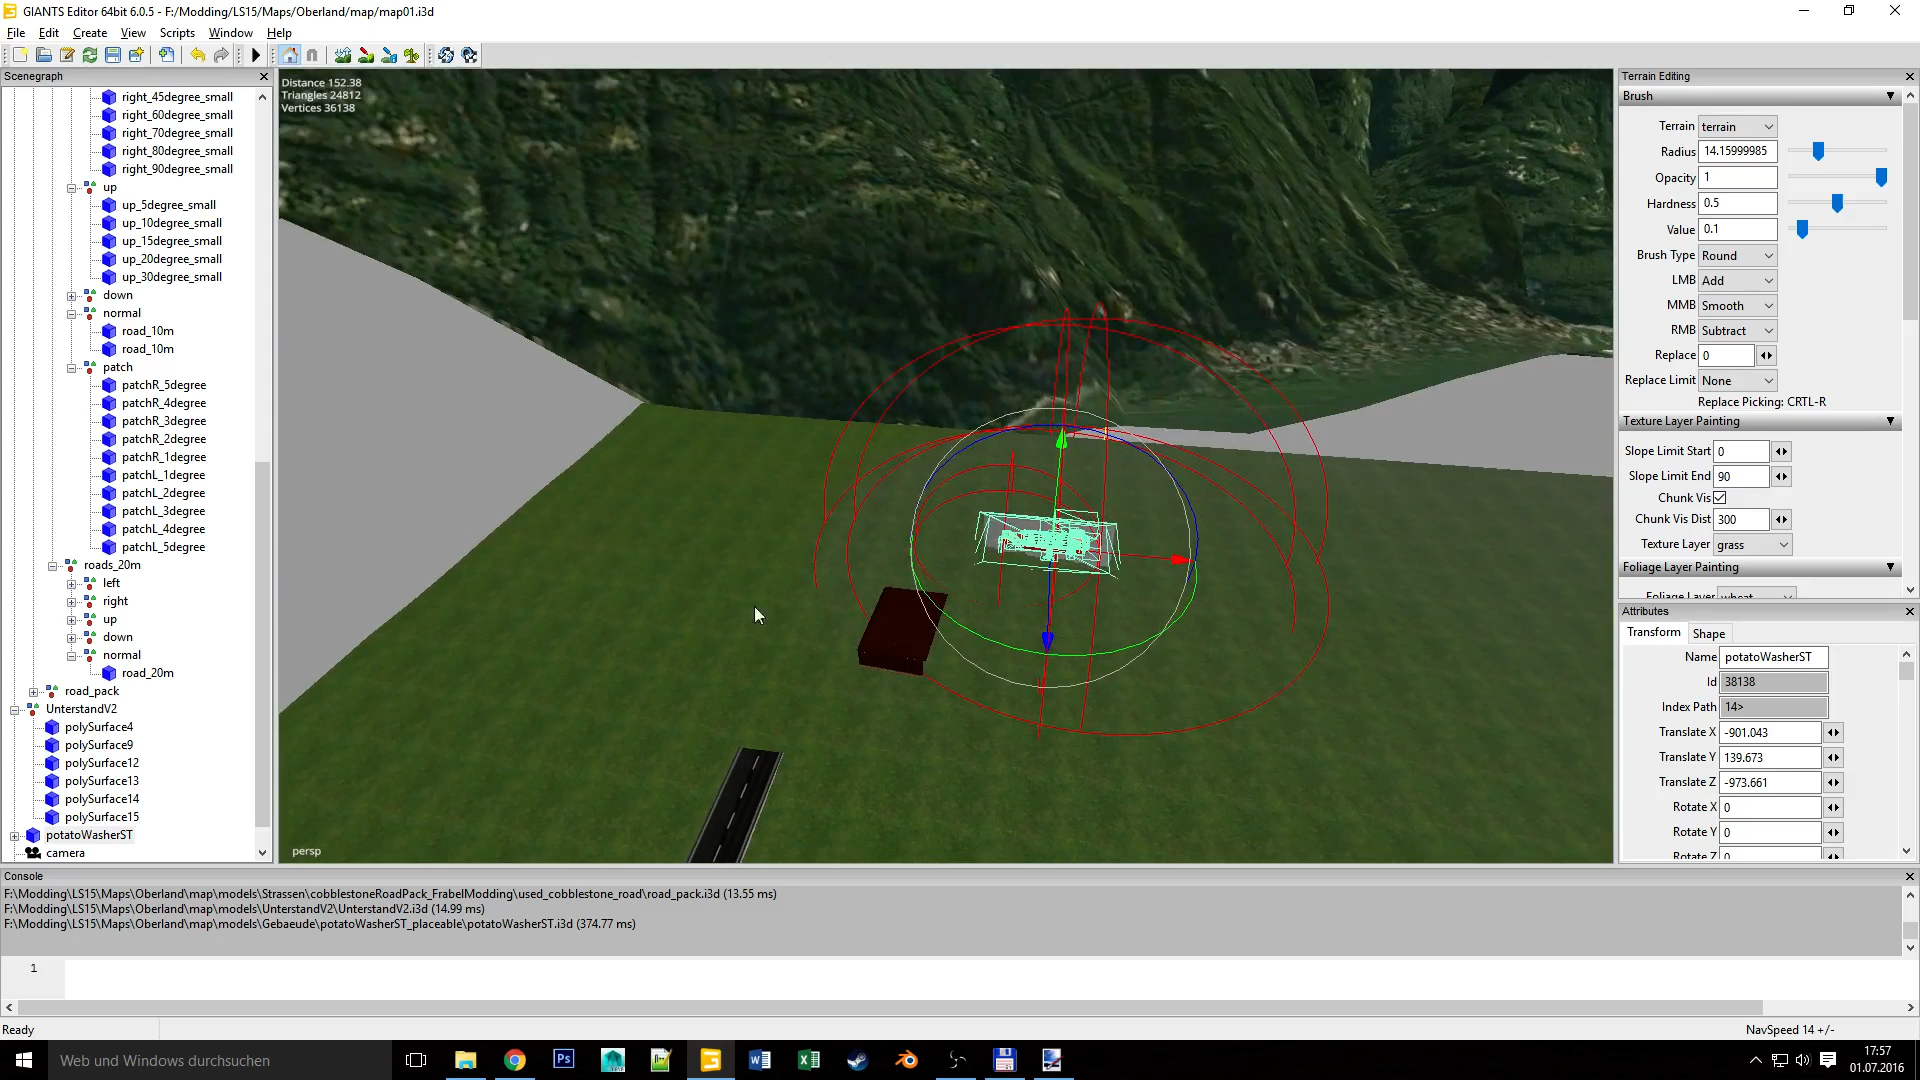 GIANTS Editor 64bit 6.0.5 - F:/Modding/LS15/Maps/Oberland/map/map01.i3d
File Edit Create View Scripts Window Help
Scenegraph
right_45degree_small
right_60degree_small
right_70degree_small
right_80degree_small
right_90degree_small
up
up_5degree_small
up_10degree_small
up_15degree_small
up_20degree_small
up_30degree_small
down
normal
road_10m
road_10m
patch
patchR_5degree
patchR_4degree
patchR_3degree
patchR_2degree
patchR_1degree
patchL_1degree
patchL_2degree
patchL_3degree
patchL_4degree
patchL_5degree
roads_20m
left
right
up
down
normal
road_20m
road_pack
UnterstandV2
polySurface4
polySurface9
polySurface12
polySurface13
polySurface14
polySurface15
potatoWasherST
camera
Distance 152.38
Triangles 24812
Vertices 36138
persp
Terrain Editing
Brush
Terrain terrain
Radius 14.15999985
Opacity 1
Hardness 0.5
Value 0.1
Brush Type Round
LMB Add
MMB Smooth
RMB Subtract
Replace 0
Replace Limit None
Replace Picking: CRTL-R
Texture Layer Painting
Slope Limit Start 0
Slope Limit End 90
Chunk Vis
Chunk Vis Dist 300
Texture Layer grass
Foliage Layer Painting
Foliage Layer wheat
Attributes
Transform Shape
Name potatoWasherST
Id 38138
Index Path 14>
Translate X -901.043
Translate Y 139.673
Translate Z -973.661
Rotate X 0
Rotate Y 0
Rotate Z 0
Console
F:\Modding\LS15\Maps\Oberland\map\models\Strassen\cobblestoneRoadPack_FrabelModding\used_cobblestone_road\road_pack.i3d (13.55 ms)
F:\Modding\LS15\Maps\Oberland\map\models\UnterstandV2\UnterstandV2.i3d (14.99 ms)
F:\Modding\LS15\Maps\Oberland\map\models\Gebaeude\potatoWasherST_placeable\potatoWasherST.i3d (374.77 ms)
1
Ready
NavSpeed 14 +/-
Web und Windows durchsuchen
Ps
17:57
01.07.2016